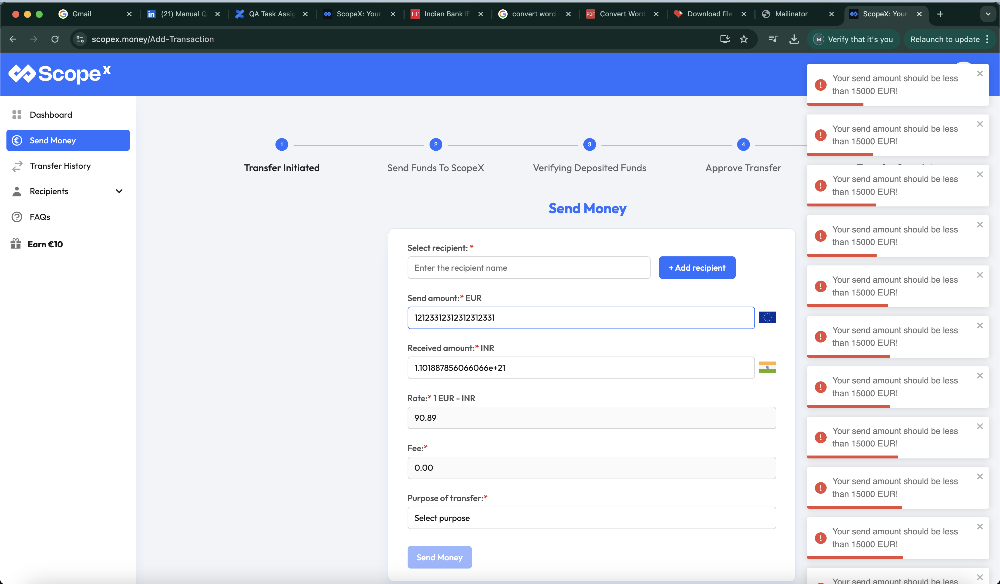 Gmail
(21) Manual Q
QA Task Assig
ScopeX: Your
ET
Indian Bank IF
convert word
PDF
Convert Word
Download file
Mailinator
ScopeX: Your
scopex.money/Add-Transaction
M
Verify that it's you
Relaunch to update
Scope X
Dashboard
Send Money
Transfer History
Recipients
FAQs
Earn €10
1
2
3
4
Transfer Initiated
Send Funds To ScopeX
Verifying Deposited Funds
Approve Transfer
Send Money
Select recipient: *
Enter the recipient name
+ Add recipient
Send amount:* EUR
12123312312312312331
Received amount:* INR
1.101887856066066e+21
Rate:* 1 EUR - INR
90.89
Fee:*
0.00
Purpose of transfer:*
Select purpose
Send Money
Your send amount should be less
than 15000 EUR!
Your send amount should be less
than 15000 EUR!
Your send amount should be less
than 15000 EUR!
Your send amount should be less
than 15000 EUR!
Your send amount should be less
than 15000 EUR!
Your send amount should be less
than 15000 EUR!
Your send amount should be less
than 15000 EUR!
Your send amount should be less
than 15000 EUR!
Your send amount should be less
than 15000 EUR!
Your send amount should be less
than 15000 EUR!
Your send amount should be less